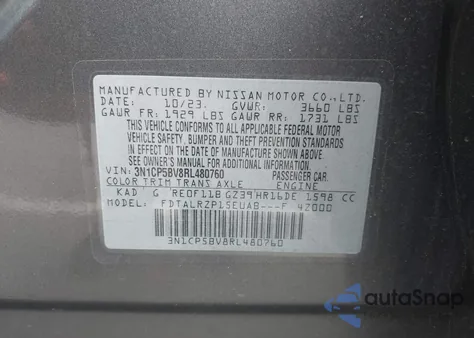 MANUFACTURED BY NISSAN MOTOR CO.,LTD.
DATE: 10/23. GVWR: 3660 LBS
GAWR FR: 1929 LBS GAWR RR: 1731 LBS
THIS VEHICLE CONFORMS TO ALL APPLICABLE FEDERAL MOTOR
VEHICLE SAFETY, BUMPER AND THEFT PREVENTION STANDARDS
IN EFFECT ON THE DATE OF MANUFACTURE SHOWN ABOVE.
SEE OWNER'S MANUAL FOR ADDITIONAL INFORMATION
VIN: 3N1CP5BV8RL480760 PASSENGER CAR.
COLOR TRIM TRANS AXLE ENGINE
KAD G RE0F11B GZ39 HR16DE 1598 CC
FDTALRZP15EUAB---F 42000
3N1CP5BV8RL480760
autoSnap